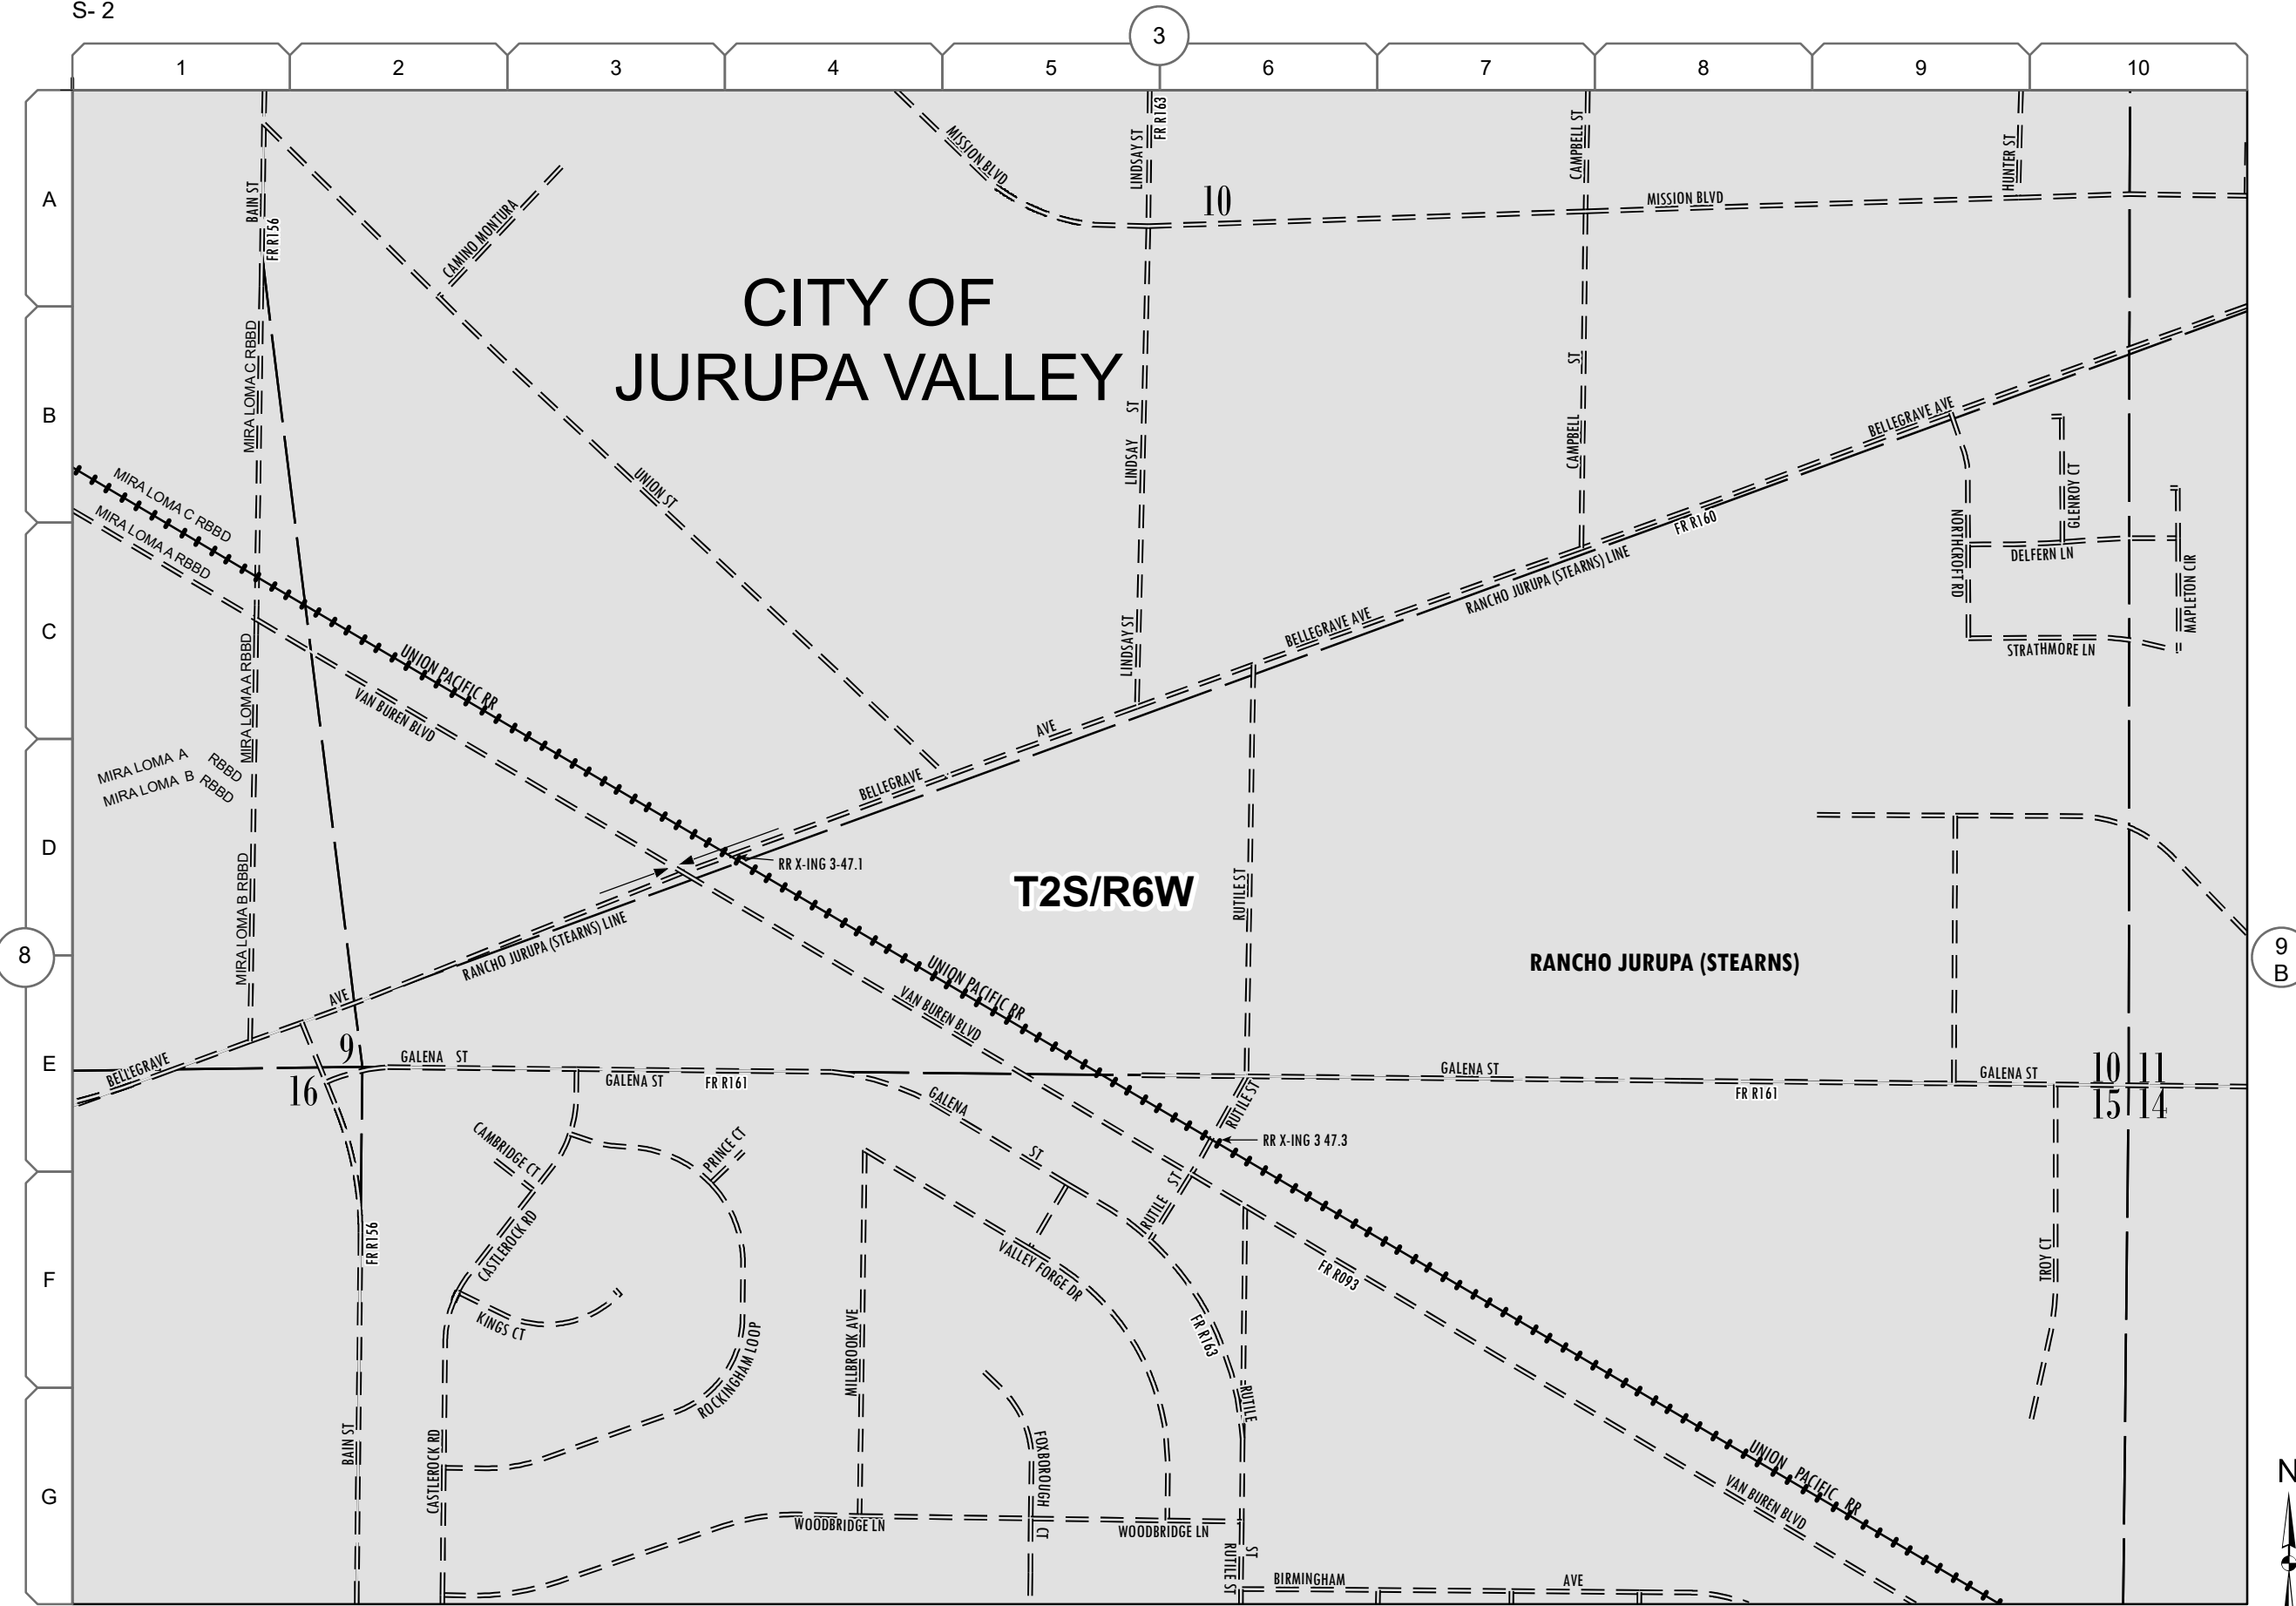 S- 2
3
1 2 3 4 5 6 7 8 9 10
A
B
C
D
E
F
G
8
9
B
N
BAIN ST
FR R156
CAMINO MONTURA
MISSION BLVD
LINDSAY ST
FR R163
10
CAMPBELL ST
MISSION BLVD
HUNTER ST
CITY OF
JURUPA VALLEY
MIRA LOMA C RBBD
MIRA LOMA C RBBD
MIRA LOMA A RBBD
UNION ST
LINDSAY ST
CAMPBELL ST
BELLEGRAVE AVE
FR R160
RANCHO JURUPA (STEARNS) LINE
NORTHCROFT RD
GLENROY CT
DELFERN LN
MAPLETON CIR
STRATHMORE LN
MIRA LOMA A RBBD
UNION PACIFIC RR
VAN BUREN BLVD
LINDSAY ST
BELLEGRAVE AVE
MIRA LOMA A RBBD
MIRA LOMA B RBBD
BELLEGRAVE AVE
RR X-ING 3-47.1
MIRA LOMA B RBBD
T2S/R6W
RUTILE ST
RANCHO JURUPA (STEARNS) LINE
RANCHO JURUPA (STEARNS)
UNION PACIFIC RR
VAN BUREN BLVD
BELLEGRAVE AVE
9
16
GALENA ST
GALENA ST
FR R161
GALENA ST
FR R161
GALENA ST
10 11
15 14
GALENA ST
RUTILE ST
RR X-ING 3 47.3
CAMBRIDGE CT
PRINCE CT
RUTILE ST
FR R156
CASTLEROCK RD
KINGS CT
VALLEY FORGE DR
FR R093
TROY CT
MILLBROOK AVE
ROCKINGHAM LOOP
FR R163
RUTILE ST
BAIN ST
CASTLEROCK RD
FOXBOROUGH CT
UNION PACIFIC RR
VAN BUREN BLVD
WOODBRIDGE LN
WOODBRIDGE LN
RUTILE ST
BIRMINGHAM AVE